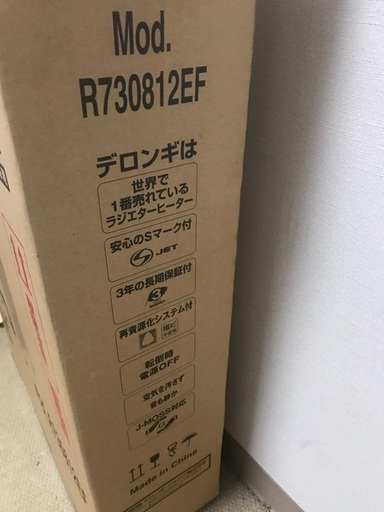 Mod.
R730812EF
デロンギは
世界で
1番売れている
ラジエターヒーター
安心のSマーク付
JET
3年の長期保証付
3
再資源化システム付
転倒時
電源OFF
空気を汚さず
音も静か
J-MOSS対応
Made in China